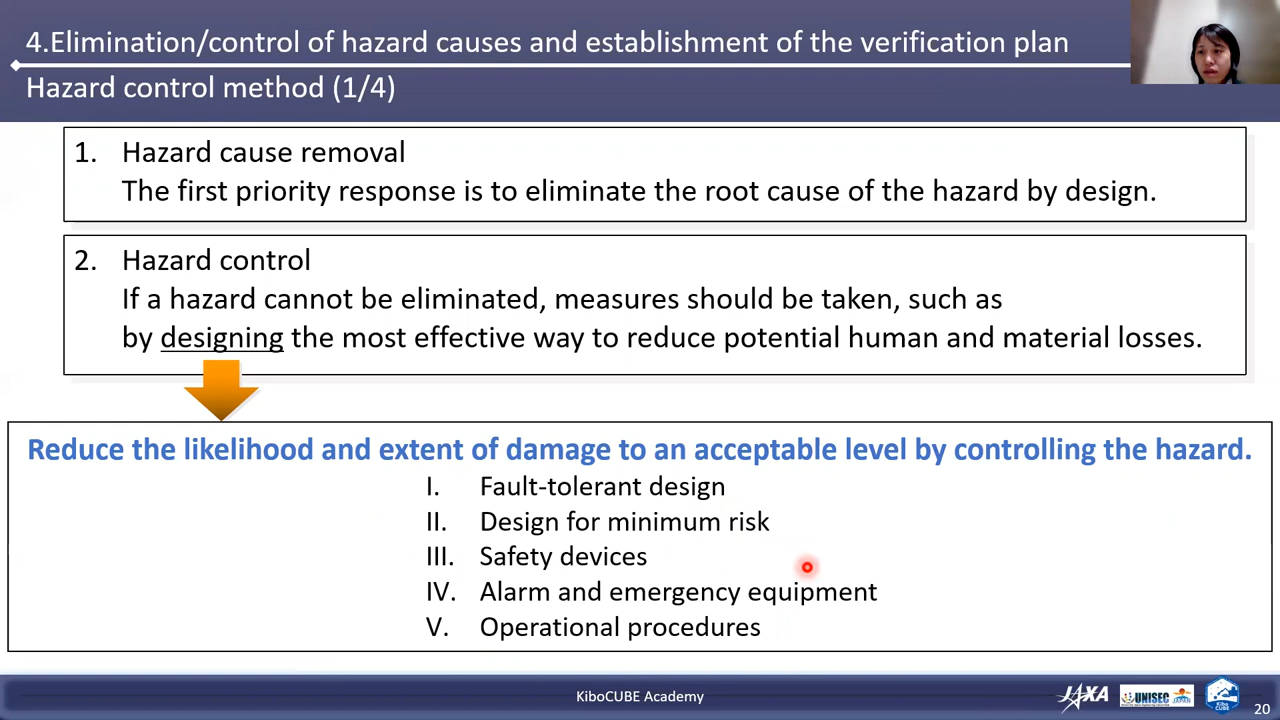 4.Elimination/control of hazard causes and establishment of the verification plan
Hazard control method (1/4)
1. Hazard cause removal
The first priority response is to eliminate the root cause of the hazard by design.
2. Hazard control
If a hazard cannot be eliminated, measures should be taken, such as
by designing the most effective way to reduce potential human and material losses.
Reduce the likelihood and extent of damage to an acceptable level by controlling the hazard.
I. Fault-tolerant design
II. Design for minimum risk
III. Safety devices
IV. Alarm and emergency equipment
V. Operational procedures
KiboCUBE Academy
JAXA
UNISEC
JAPAN
Kibo
CUBE
20